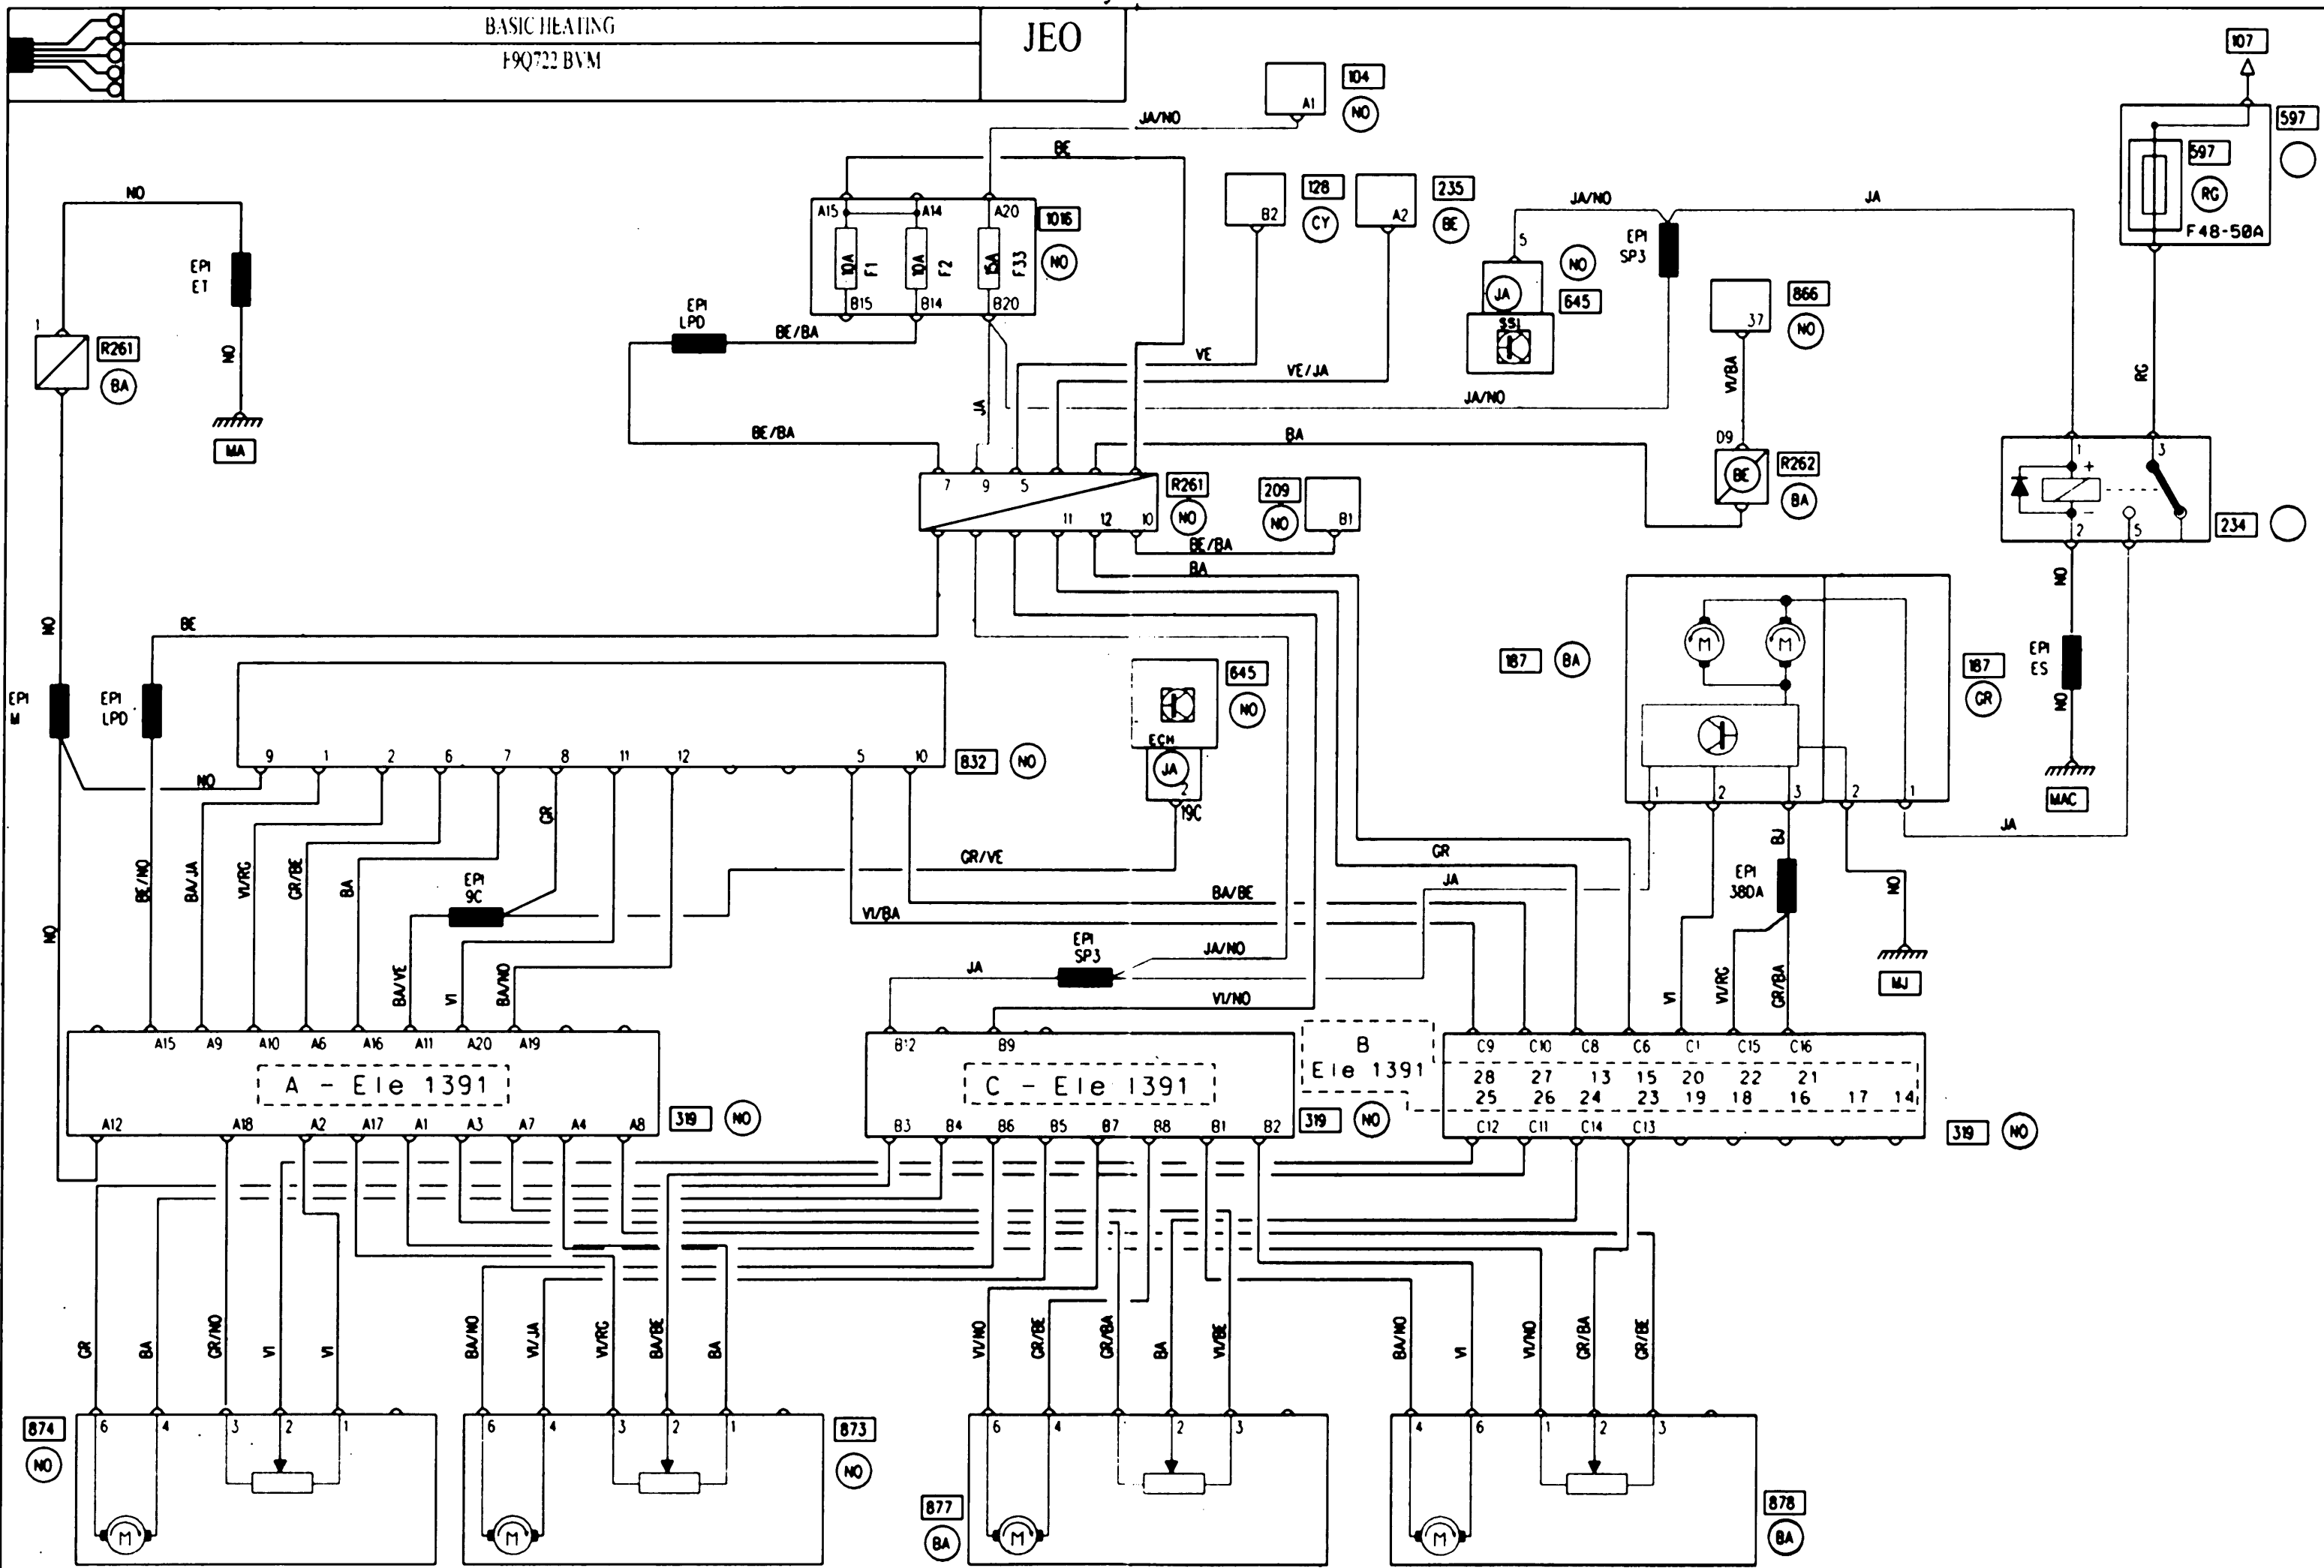 BASIC HEATING
F9Q722 BVM
JEO
107
104
A1
NO
JA/NO
597
597
RG
F48-50A
BE
128
B2
CY
235
A2
BE
JA/NO
JA
NO
A15
A14
A20
1016
NO
10A
F1
10A
F2
15A
F33
B15
B14
B20
EPI
ET
EPI
SP3
5
NO
JA
645
SS1
866
37
NO
EPI
LPD
BE/BA
1
R261
BA
NO
VE
VE/JA
JA
JA/NO
VI/BA
RG
MA
BE/BA
BA
D9
BE
R262
BA
1
3
+
-
2
5
234
7
9
5
11
12
10
R261
NO
209
NO
B1
BE/BA
BA
NO
NO
BE
M
M
187
BA
187
GR
EPI
ES
NO
EPI
M
EPI
LPD
645
NO
ECH
JA
2
19C
9
1
2
6
7
8
11
12
5
10
832
NO
NO
GR
1
2
3
2
1
MAC
JA
BJ
GR/VE
GR
JA
EPI
38DA
NO
BE/NO
BA/JA
VI/RG
GR/BE
BA
EPI
9C
BA/BE
VI/BA
NO
EPI
SP3
JA/NO
JA
VI/NO
BA/VE
VI
BA/NO
VI
VI/RG
GR/BA
MJ
A15
A9
A10
A6
A16
A11
A20
A19
A - Ele 1391
A12
A18
A2
A17
A1
A3
A7
A4
A8
319
NO
B12
B9
C - Ele 1391
B3
B4
B6
B5
B7
B8
B1
B2
319
NO
B
Ele 1391
C9
C10
C8
C6
C1
C15
C16
28
27
13
15
20
22
21
25
26
24
23
19
18
16
17
14
C12
C11
C14
C13
319
NO
GR
BA
GR/NO
VI
VI
BA/NO
VI/JA
VI/RG
BA/BE
BA
VI/NO
GR/BE
GR/BA
BA
VI/BE
BA/NO
VI
VI/NO
GR/BA
GR/BE
874
NO
6
4
3
2
1
M
6
4
3
2
1
M
873
NO
877
BA
6
4
1
2
3
M
4
6
1
2
3
M
878
BA